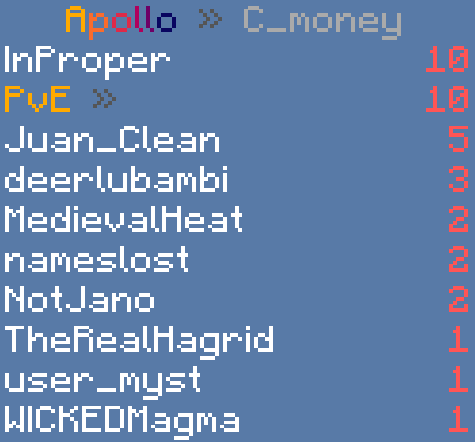 Apollo » C_money
InProper 10
PvE » 10
Juan_Clean 5
deerlubambi 3
MedievalHeat 2
nameslost 2
NotJano 2
TheRealHagrid 1
user_myst 1
WICKEDMagma 1